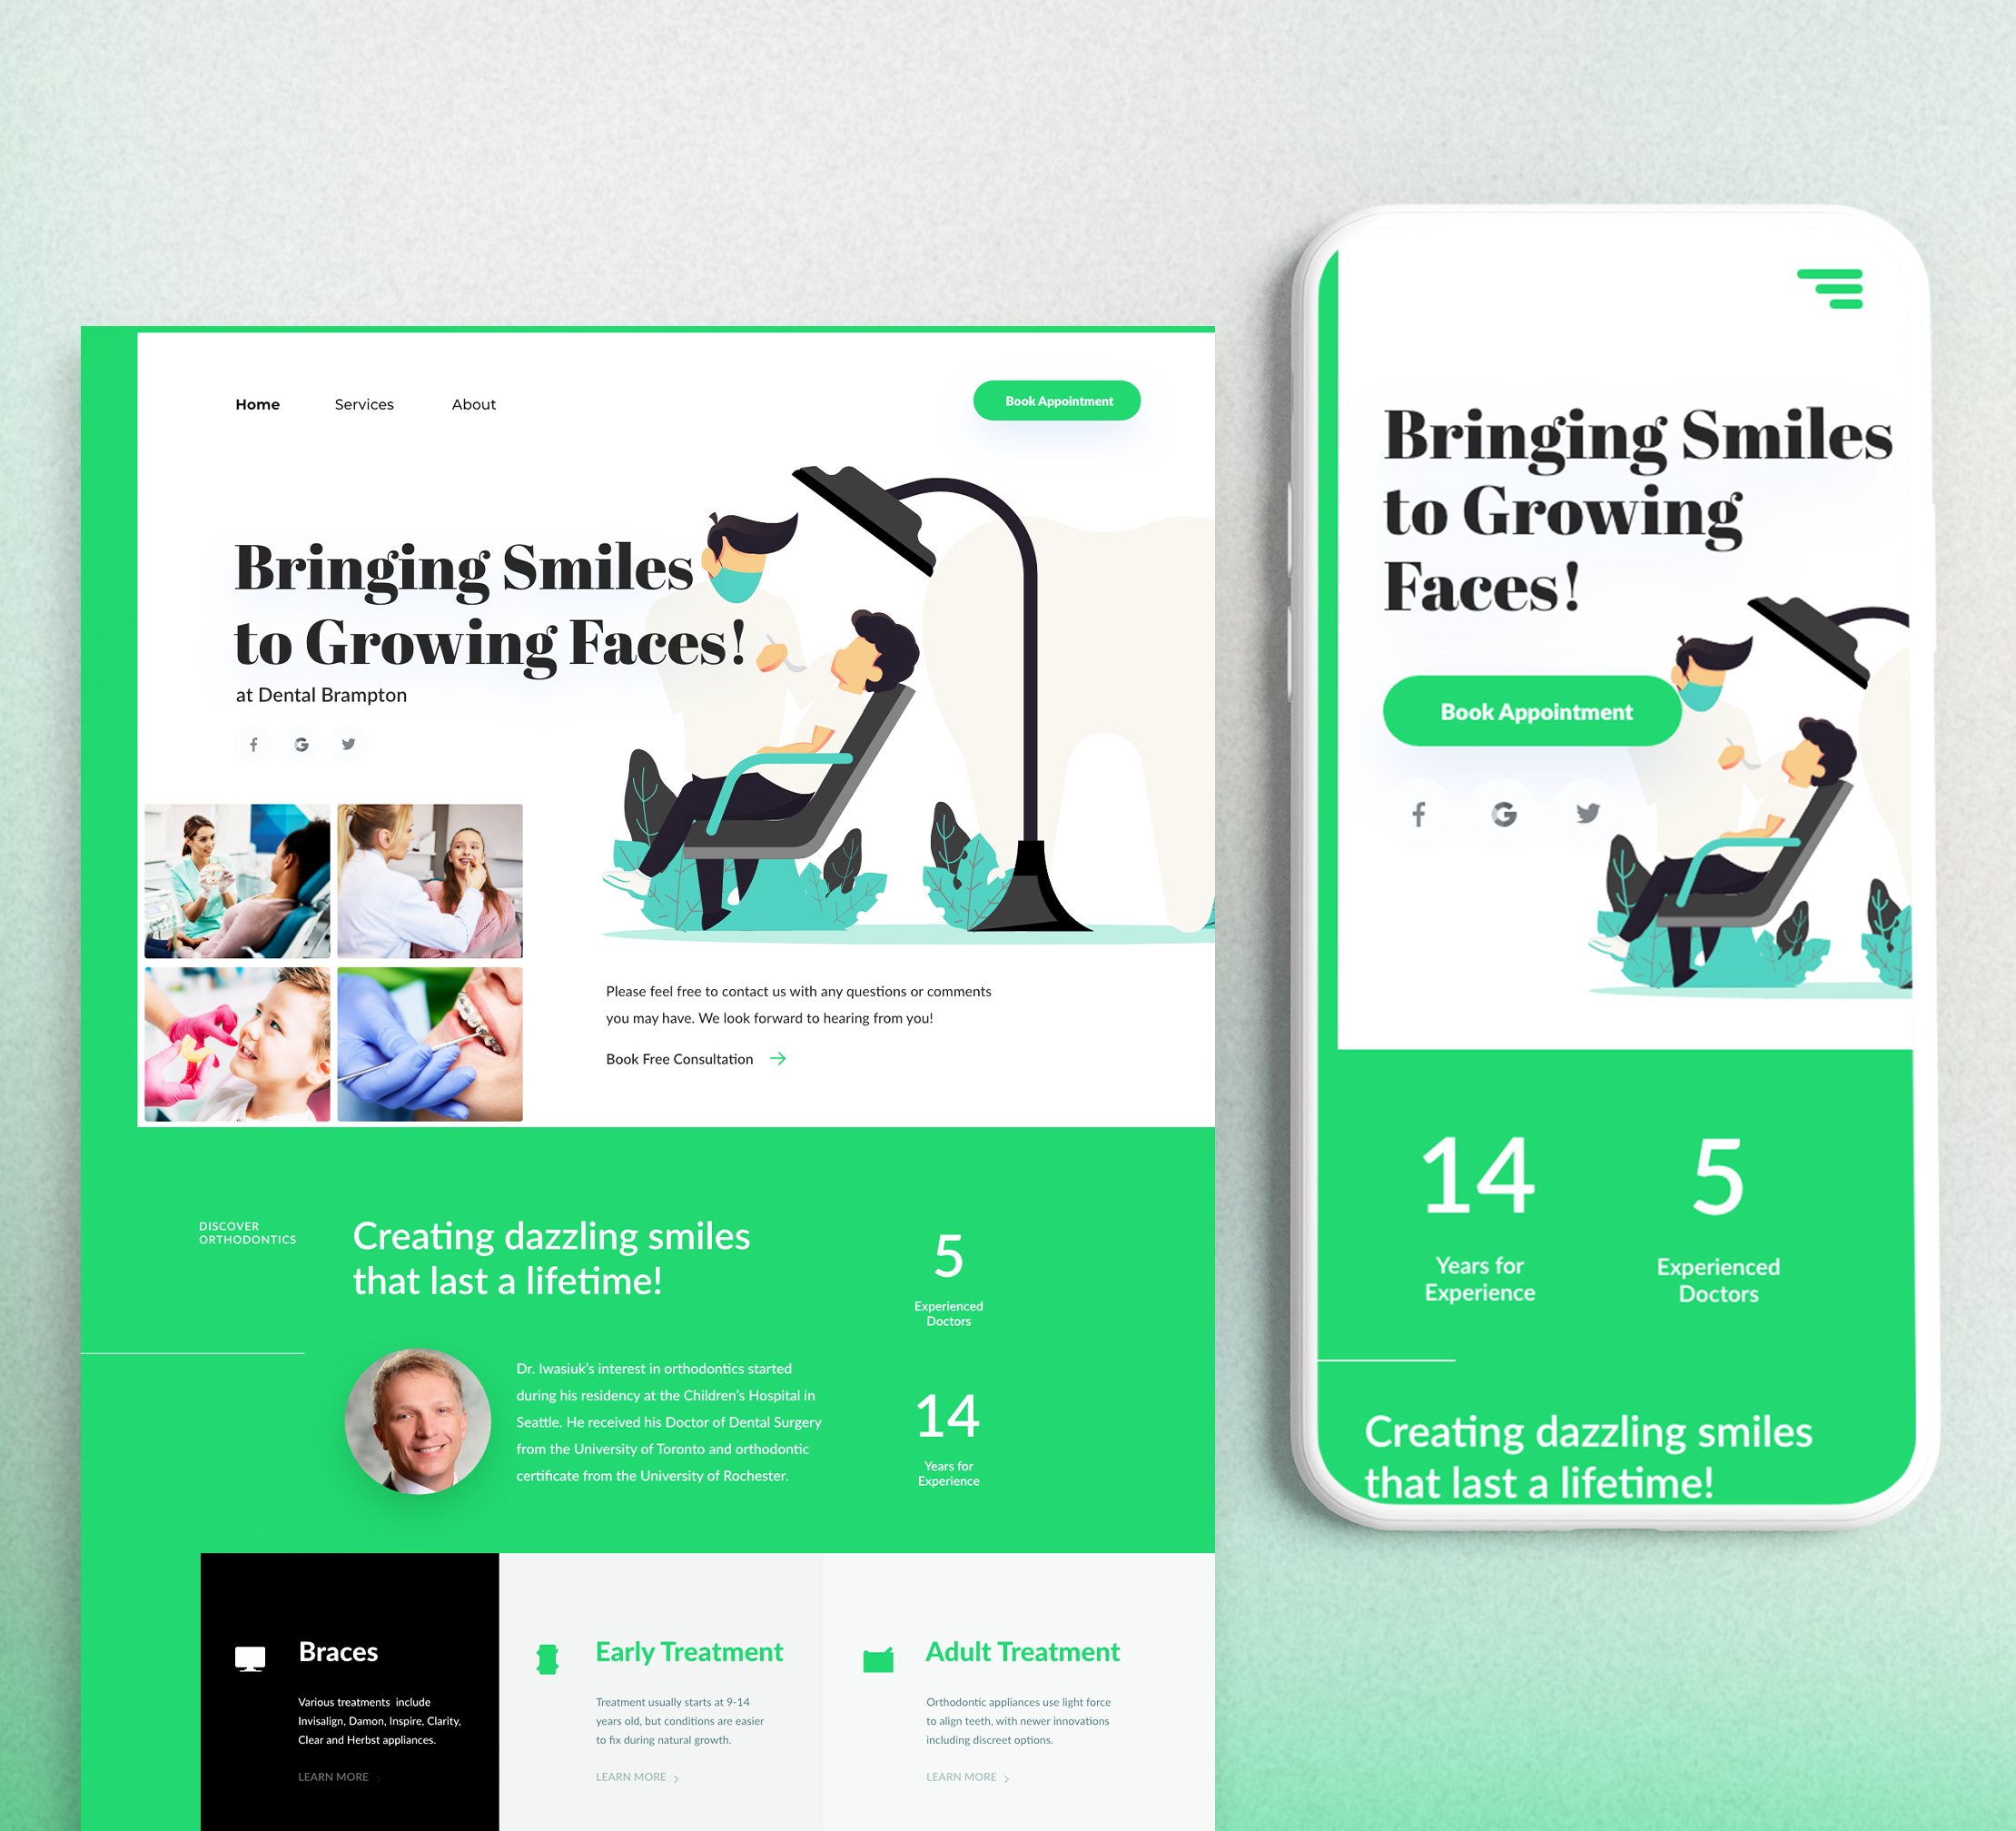 Home
Services
About
Book Appointment
Bringing Smiles
to Growing Faces!
at Dental Brampton
Please feel free to contact us with any questions or comments
you may have. We look forward to hearing from you!
Book Free Consultation
DISCOVER
ORTHODONTICS
Creating dazzling smiles
that last a lifetime!
5
Experienced
Doctors
Dr. Iwasiuk's interest in orthodontics started
during his residency at the Children's Hospital in
Seattle. He received his Doctor of Dental Surgery
from the University of Toronto and orthodontic
certificate from the University of Rochester.
14
Years for
Experience
Braces
Various treatments include
Invisalign, Damon, Inspire, Clarity,
Clear and Herbst appliances.
LEARN MORE
Early Treatment
Treatment usually starts at 9-14
years old, but conditions are easier
to fix during natural growth.
LEARN MORE
Adult Treatment
Orthodontic appliances use light force
to align teeth, with newer innovations
including discreet options.
LEARN MORE
Bringing Smiles
to Growing
Faces!
Book Appointment
14
Years for
Experience
5
Experienced
Doctors
Creating dazzling smiles
that last a lifetime!